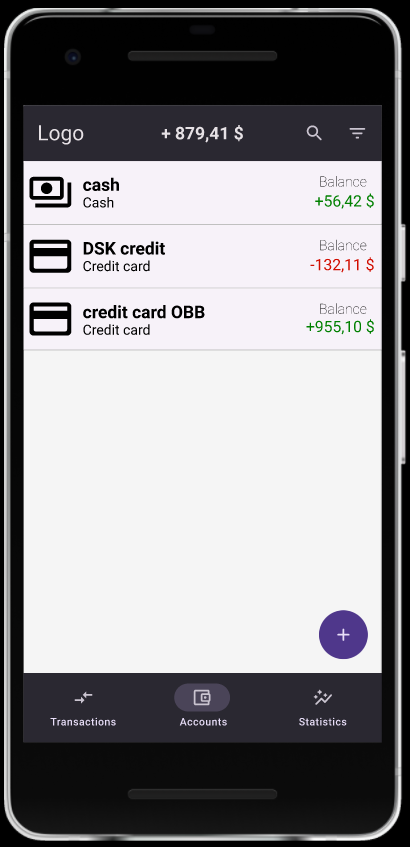 Logo + 879,41 $
cash Balance
Cash +56,42 $
DSK credit Balance
Credit card -132,11 $
credit card OBB Balance
Credit card +955,10 $
+
Transactions Accounts Statistics